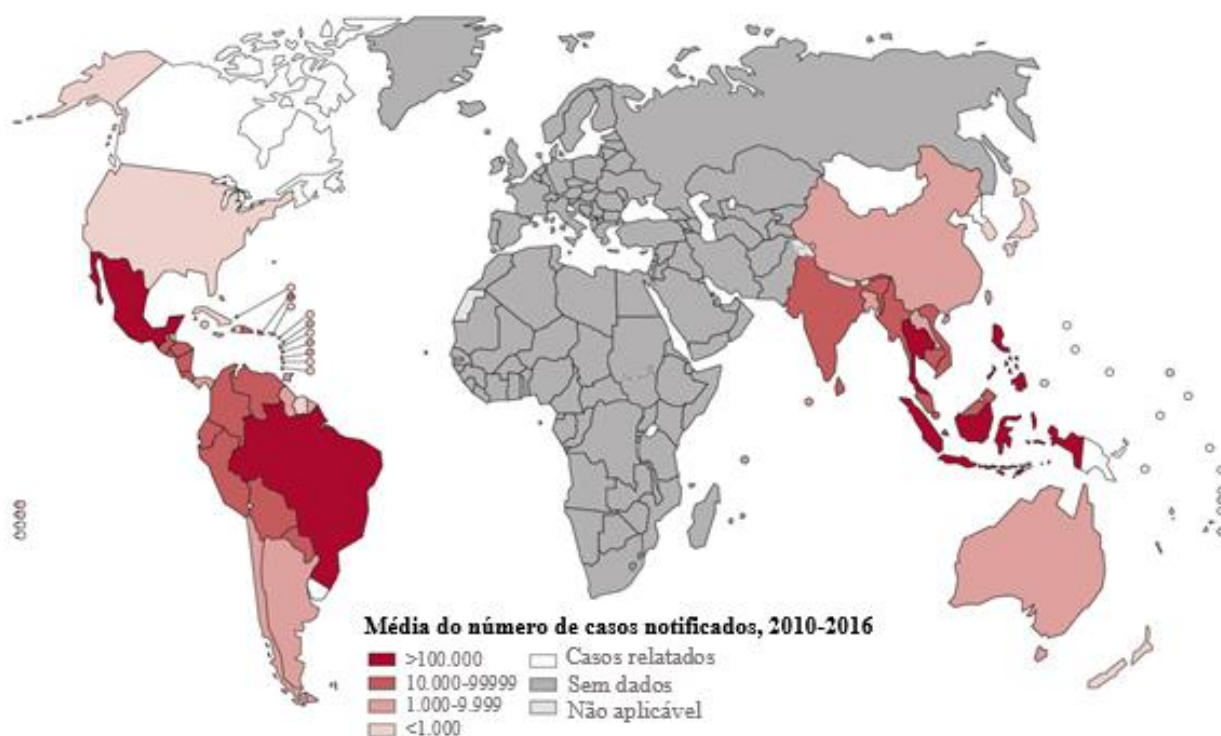 Média do número de casos notificados, 2010-2016
>100.000
10.000-99999
1.000-9.999
<1.000
Casos relatados
Sem dados
Não aplicável